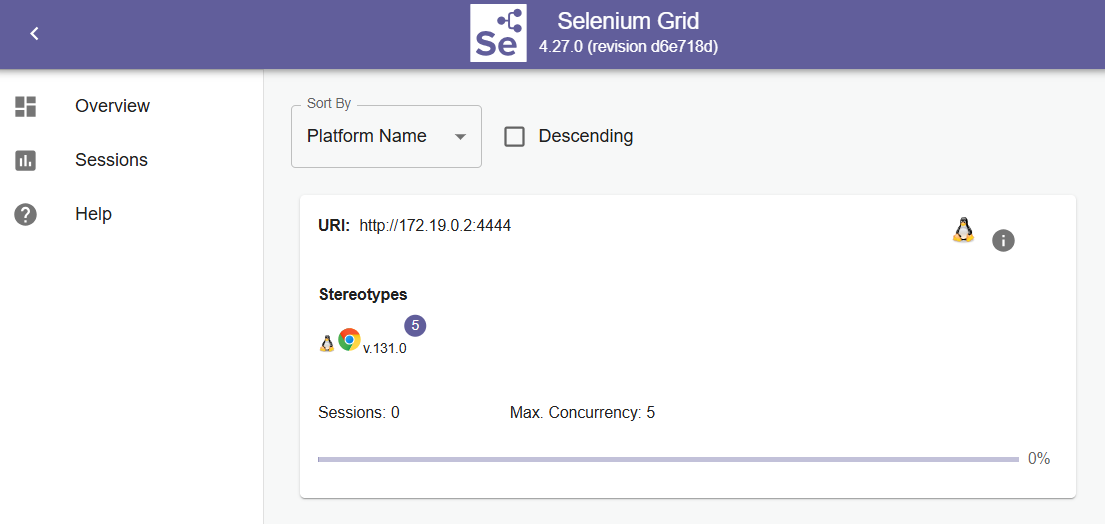 Se
Selenium Grid
4.27.0 (revision d6e718d)
Overview
Sessions
Help
Sort By
Platform Name
Descending
URI: http://172.19.0.2:4444
Stereotypes
v.131.0 5
Sessions: 0 Max. Concurrency: 5
0%